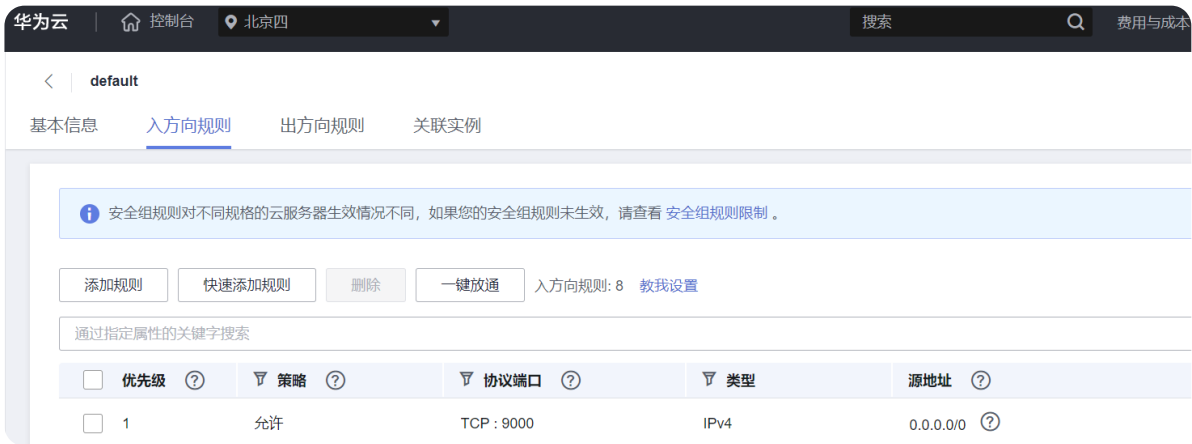 华为云 控制台 北京四 搜索 费用与成本
default
基本信息 入方向规则 出方向规则 关联实例
安全组规则对不同规格的云服务器生效情况不同，如果您的安全组规则未生效，请查看 安全组规则限制 。
添加规则 快速添加规则 删除 一键放通 入方向规则: 8 教我设置
通过指定属性的关键字搜索
优先级 策略 协议端口 类型 源地址
1 允许 TCP : 9000 IPv4 0.0.0.0/0